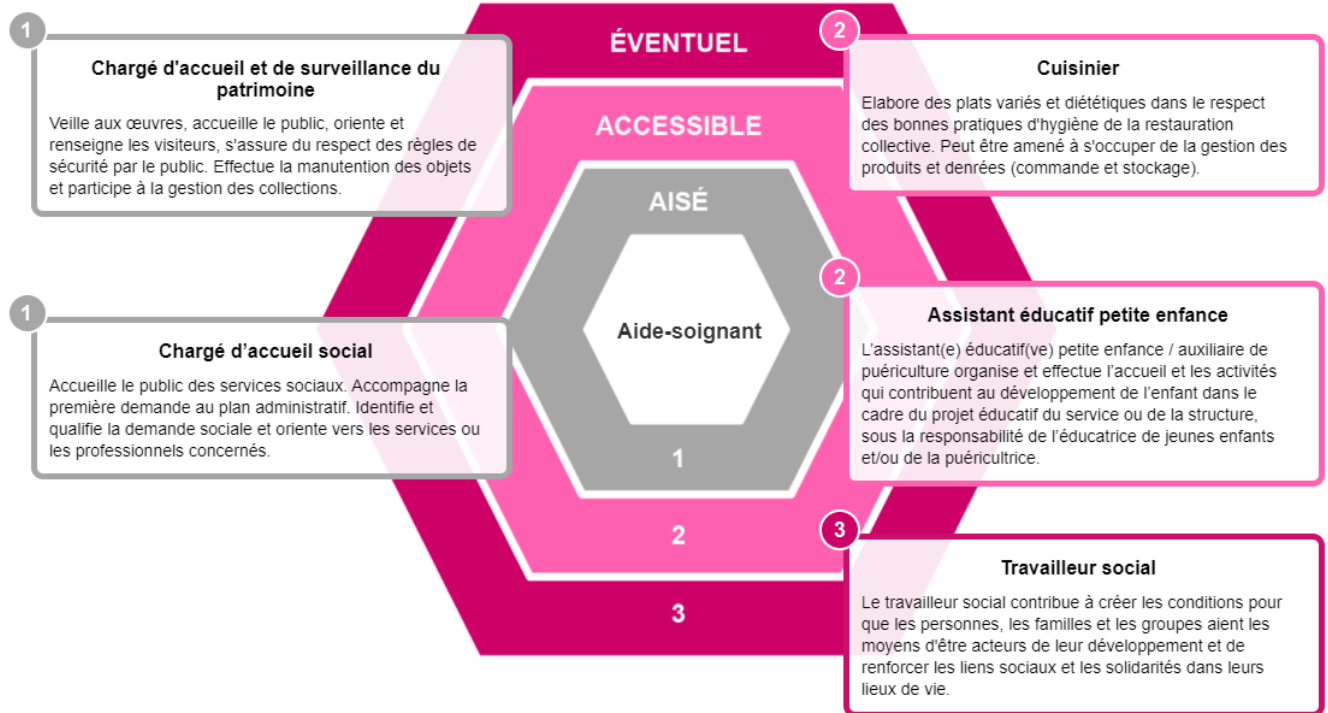 1
Chargé d'accueil et de surveillance du
patrimoine
Veille aux œuvres, accueille le public, oriente et
renseigne les visiteurs, s'assure du respect des règles de
sécurité par le public. Effectue la manutention des objets
et participe à la gestion des collections.
1
Chargé d’accueil social
Accueille le public des services sociaux. Accompagne la
première demande au plan administratif. Identifie et
qualifie la demande sociale et oriente vers les services ou
les professionnels concernés.
ÉVENTUEL
ACCESSIBLE
AISÉ
Aide-soignant
1
2
3
2
Cuisinier
Elabore des plats variés et diététiques dans le respect
des bonnes pratiques d'hygiène de la restauration
collective. Peut être amené à s'occuper de la gestion des
produits et denrées (commande et stockage).
2
Assistant éducatif petite enfance
L’assistant(e) éducatif(ve) petite enfance / auxiliaire de
puériculture organise et effectue l’accueil et les activités
qui contribuent au développement de l’enfant dans le
cadre du projet éducatif du service ou de la structure,
sous la responsabilité de l’éducatrice de jeunes enfants
et/ou de la puéricultrice.
3
Travailleur social
Le travailleur social contribue à créer les conditions pour
que les personnes, les familles et les groupes aient les
moyens d'être acteurs de leur développement et de
renforcer les liens sociaux et les solidarités dans leurs
lieux de vie.